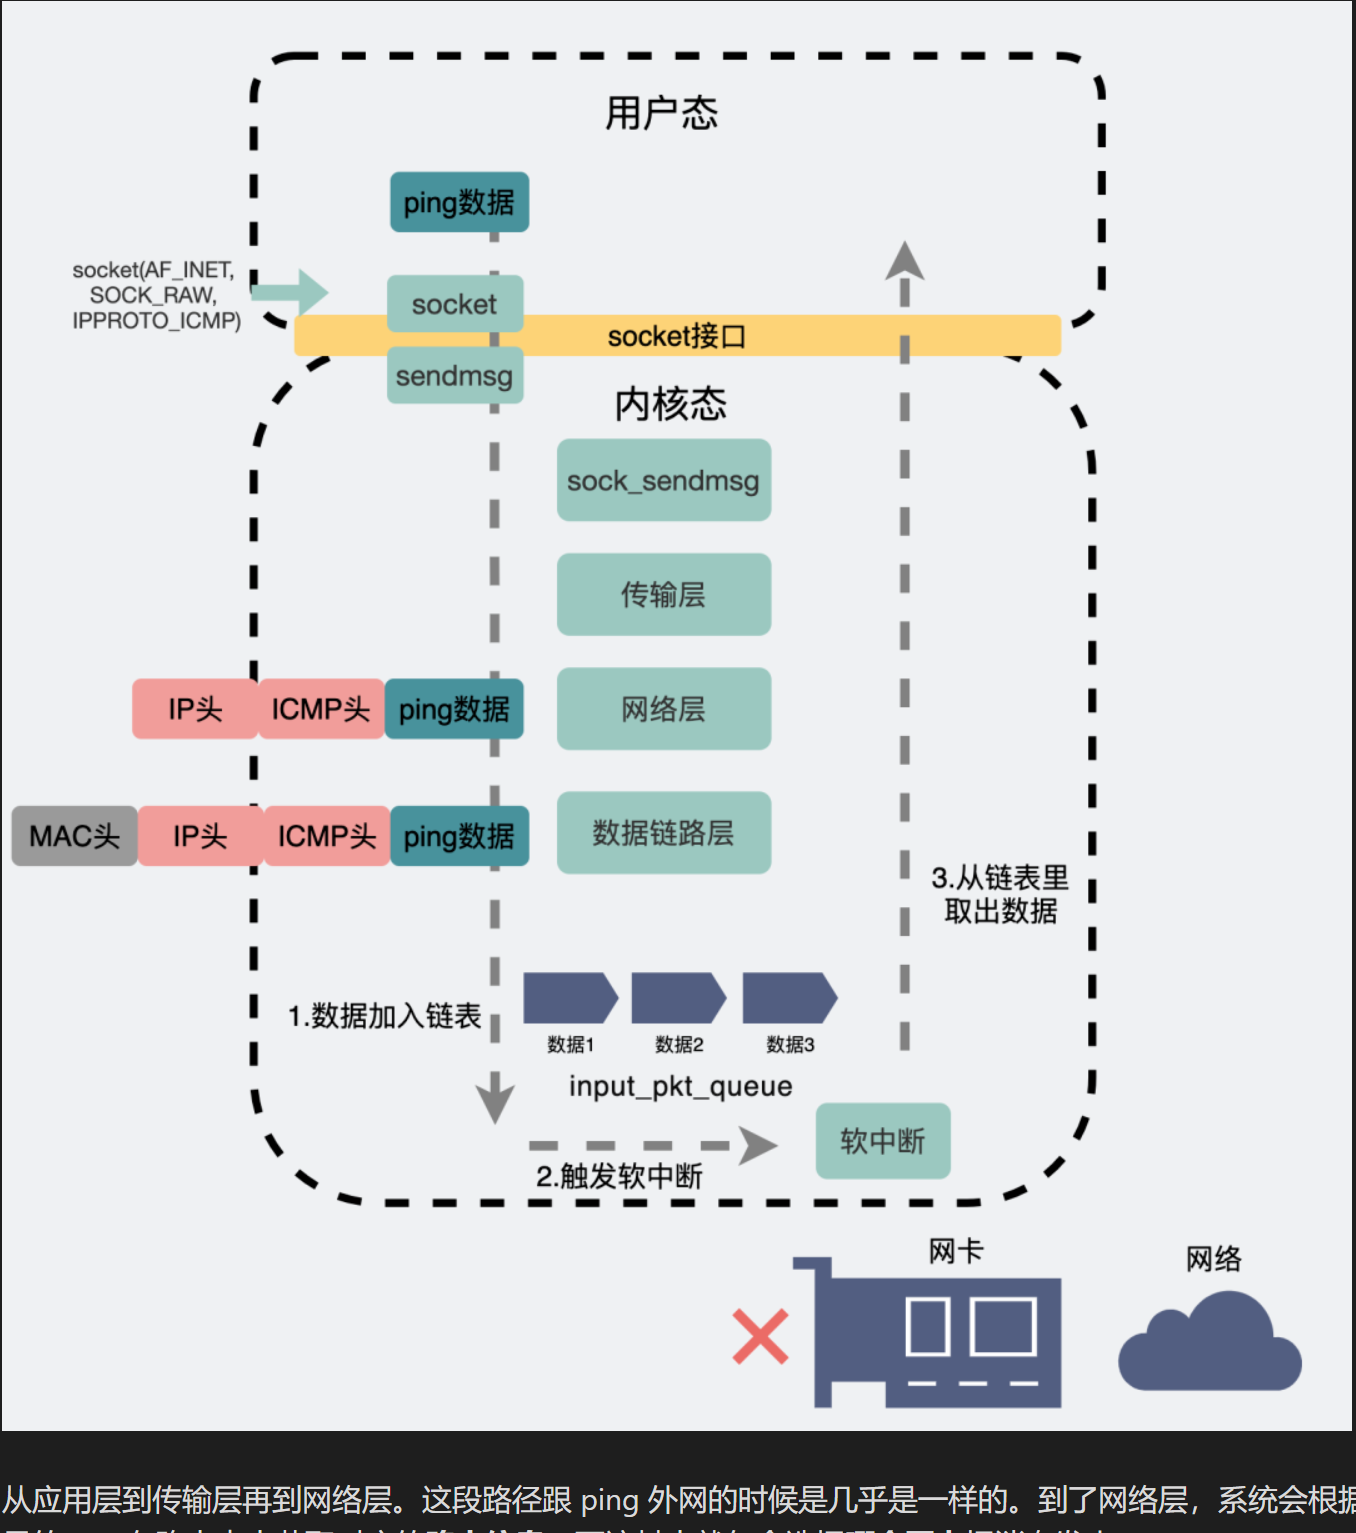 用户态
ping数据
socket(AF_INET,
SOCK_RAW,
IPPROTO_ICMP)
socket
socket接口
sendmsg
内核态
sock_sendmsg
传输层
IP头 ICMP头 ping数据
网络层
MAC头 IP头 ICMP头 ping数据
数据链路层
3.从链表里
取出数据
1.数据加入链表
数据1 数据2 数据3
input_pkt_queue
软中断
2.触发软中断
网卡
网络
从应用层到传输层再到网络层。这段路径跟 ping 外网的时候是几乎是一样的。到了网络层，系统会根据